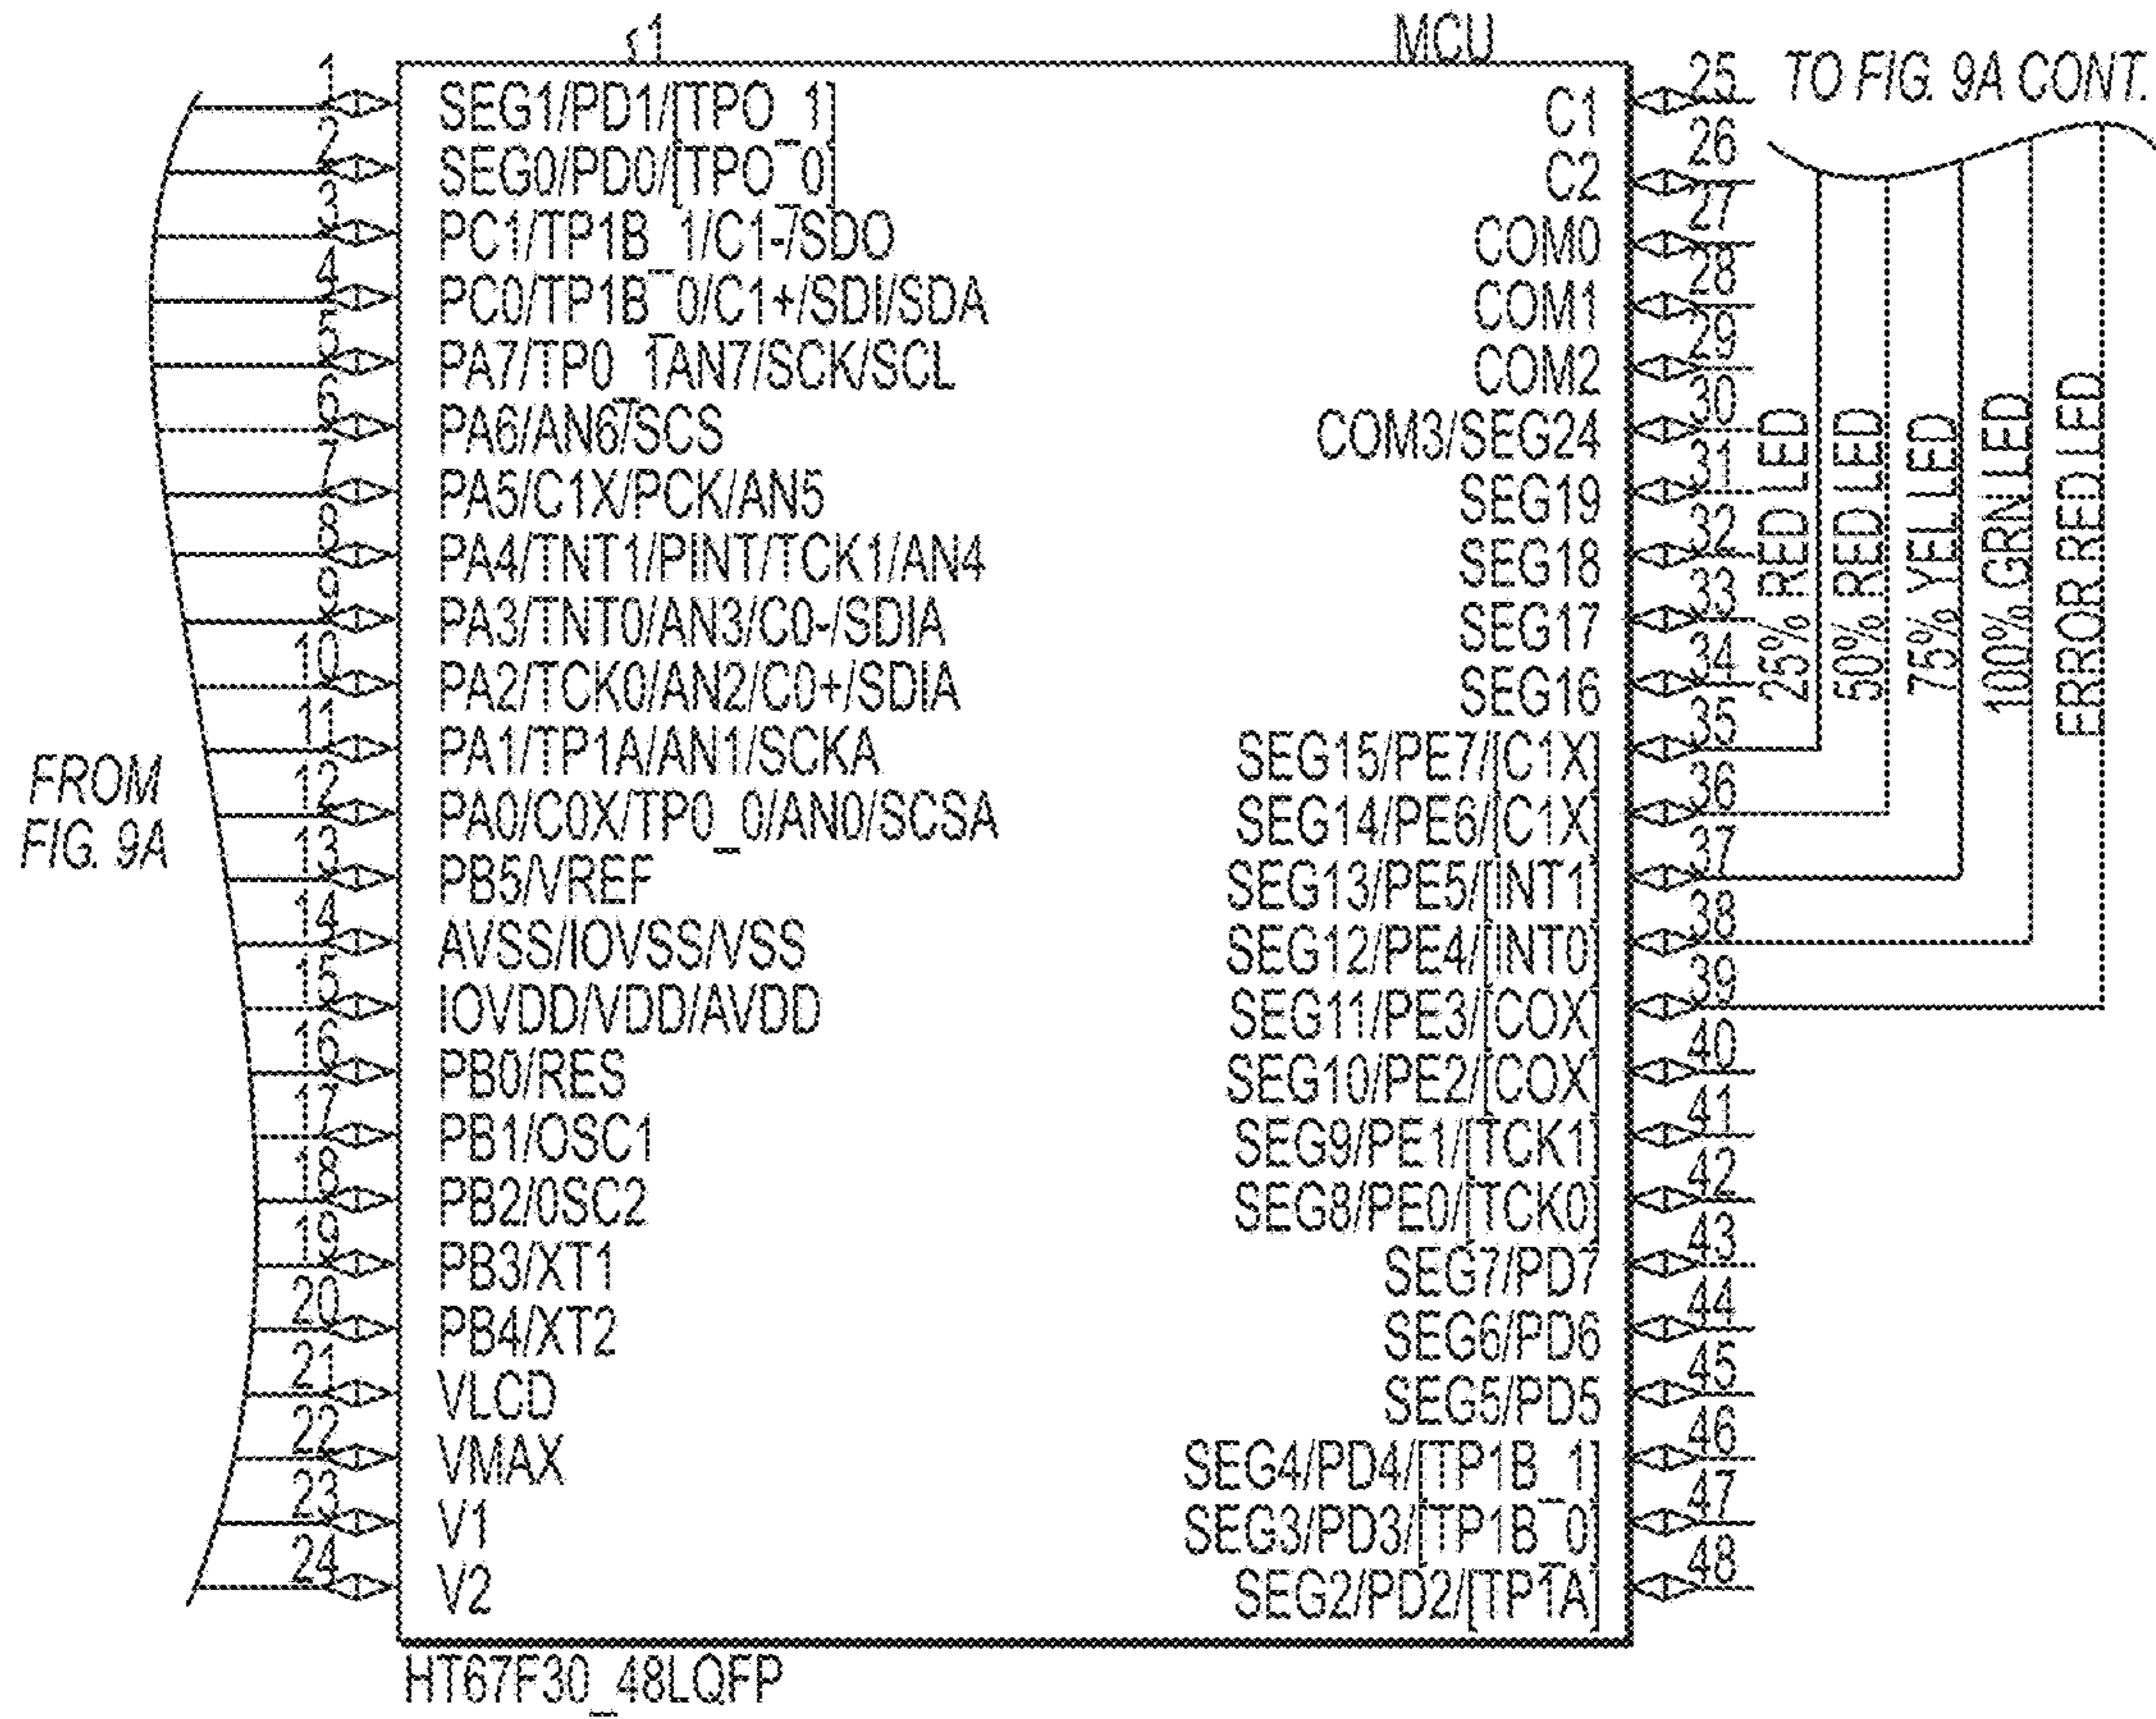 1 MCU
TO FIG. 9A CONT.
1 SEG1/PD1/[TPO_1]
2 SEG0/PD0/[TPO_0]
3 PC1/TP1B_1/C1-/SDO
4 PC0/TP1B_0/C1+/SDI/SDA
5 PA7/TP0_1AN7/SCK/SCL
6 PA6/AN6/SCS
7 PA5/C1X/PCK/AN5
8 PA4/TNT1/PINT/TCK1/AN4
9 PA3/TNT0/AN3/C0-/SDIA
10 PA2/TCK0/AN2/C0+/SDIA
11 PA1/TP1A/AN1/SCKA
12 PA0/C0X/TP0_0/AN0/SCSA
13 PB5/VREF
14 AVSS/IOVSS/VSS
15 IOVDD/VDD/AVDD
16 PB0/RES
17 PB1/OSC1
18 PB2/0SC2
19 PB3/XT1
20 PB4/XT2
21 VLCD
22 VMAX
23 V1
24 V2
FROM
FIG. 9A
C1 25
C2 26
COM0 27
COM1 28
COM2 29
COM3/SEG24 30
SEG19 31
SEG18 32
SEG17 33
SEG16 34
SEG15/PE7/[C1X] 35
SEG14/PE6/[C1X] 36
SEG13/PE5/[INT1] 37
SEG12/PE4/[INT0] 38
SEG11/PE3/[COX] 39
SEG10/PE2/[COX] 40
SEG9/PE1/[TCK1] 41
SEG8/PE0/[TCK0] 42
SEG7/PD7 43
SEG6/PD6 44
SEG5/PD5 45
SEG4/PD4/[TP1B_1] 46
SEG3/PD3/[TP1B_0] 47
SEG2/PD2/[TP1A] 48
25% RED LED
50% RED LED
75% YEL LED
100% GRN LED
ERROR RED LED
HT67F30_48LQFP